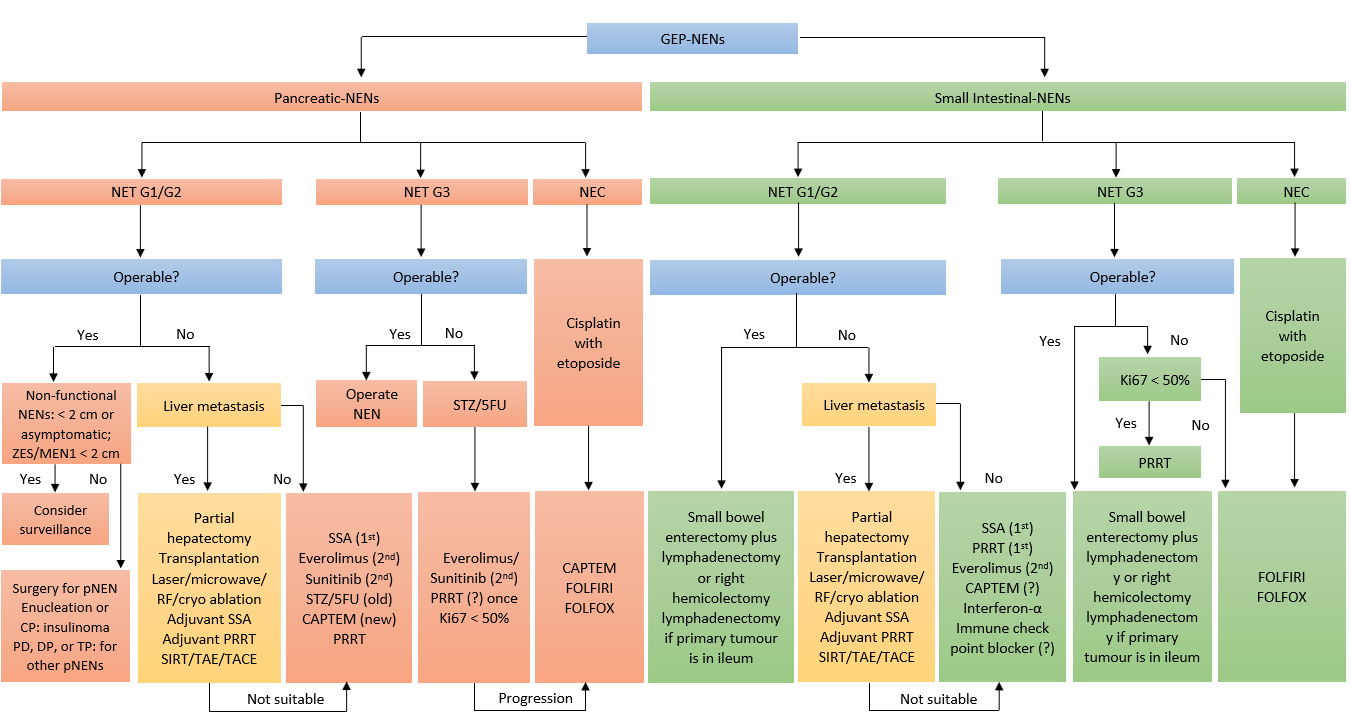 GEP-NENs
Pancreatic-NENs
Small Intestinal-NENs
NET G1/G2
NET G3
NEC
NET G1/G2
NET G3
NEC
Operable?
Operable?
Operable?
Operable?
Yes
No
Yes
No
Yes
No
Yes
No
Cisplatin
with
etoposide
Cisplatin
with
etoposide
Non-functional
NENs: < 2 cm or
asymptomatic;
ZES/MEN1 < 2 cm
Liver metastasis
Operate
NEN
STZ/5FU
Liver metastasis
Ki67 < 50%
Yes
No
PRRT
Yes
No
Yes
No
Yes
No
Consider
surveillance
Surgery for pNEN
Enucleation or
CP: insulinoma
PD, DP, or TP: for
other pNENs
Partial
hepatectomy
Transplantation
Laser/microwave/
RF/cryo ablation
Adjuvant SSA
Adjuvant PRRT
SIRT/TAE/TACE
SSA (1st)
Everolimus (2nd)
Sunitinib (2nd)
STZ/5FU (old)
CAPTEM (new)
PRRT
Everolimus/
Sunitinib (2nd)
PRRT (?) once
Ki67 < 50%
CAPTEM
FOLFIRI
FOLFOX
Small bowel
enterectomy plus
lymphadenectomy
or right
hemicolectomy
lymphadenectomy
if primary tumour
is in ileum
Partial
hepatectomy
Transplantation
Laser/microwave/
RF/cryo ablation
Adjuvant SSA
Adjuvant PRRT
SIRT/TAE/TACE
SSA (1st)
PRRT (1st)
Everolimus (2nd)
CAPTEM (?)
Interferon-α
Immune check
point blocker (?)
Small bowel
enterectomy plus
lymphadenectom
y or right
hemicolectomy
lymphadenectom
y if primary
tumour is in ileum
FOLFIRI
FOLFOX
Not suitable
Progression
Not suitable